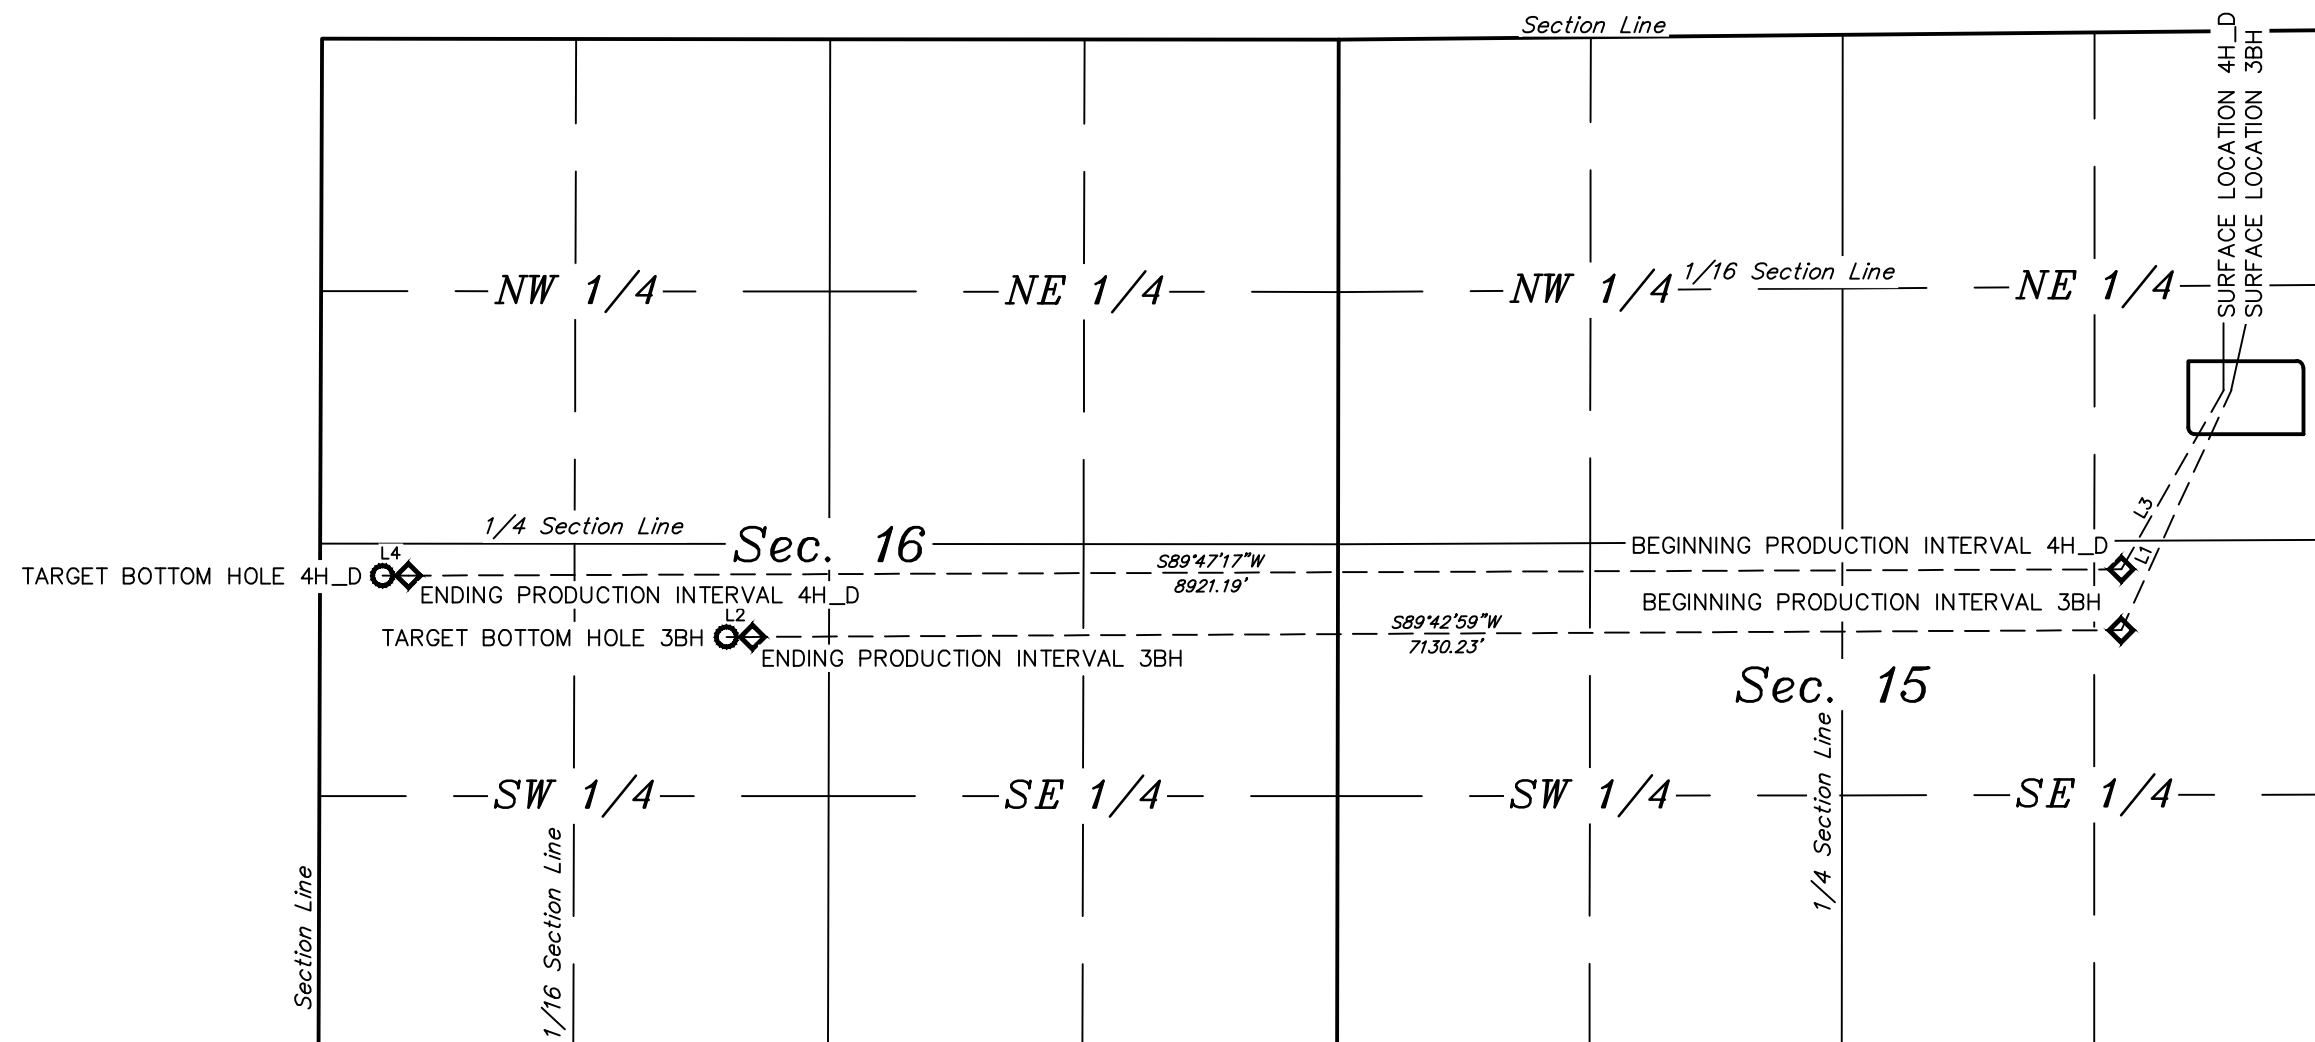 Section Line
SURFACE LOCATION 4H_D
SURFACE LOCATION 3BH
NW 1/4
NE 1/4
NW 1/4
1/16 Section Line
NE 1/4
1/4 Section Line
Sec. 16
L3
L4
L1
BEGINNING PRODUCTION INTERVAL 4H_D
TARGET BOTTOM HOLE 4H_D
S89°47'17"W
8921.19'
ENDING PRODUCTION INTERVAL 4H_D
BEGINNING PRODUCTION INTERVAL 3BH
L2
TARGET BOTTOM HOLE 3BH
S89°42'59"W
7130.23'
ENDING PRODUCTION INTERVAL 3BH
Sec. 15
SW 1/4
SE 1/4
SW 1/4
1/4 Section Line
SE 1/4
Section Line
1/16 Section Line